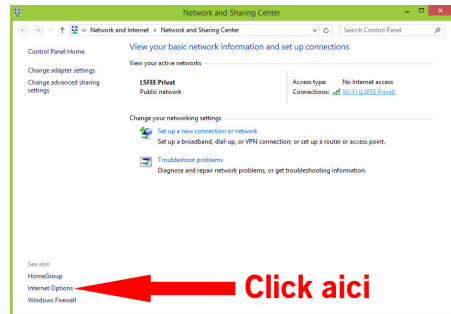 Network and Sharing Center
« Network and Internet ▸ Network and Sharing Center
Search Control Panel
Control Panel Home
Change adapter settings
Change advanced sharing
settings
View your basic network information and set up connections
View your active networks
LSFEE Privat
Public network
Access type: No Internet access
Connections: Wi-Fi (LSFEE Privat)
Change your networking settings
Set up a new connection or network
Set up a broadband, dial-up, or VPN connection; or set up a router or access point.
Troubleshoot problems
Diagnose and repair network problems, or get troubleshooting information.
See also
HomeGroup
Internet Options
Windows Firewall
Click aici